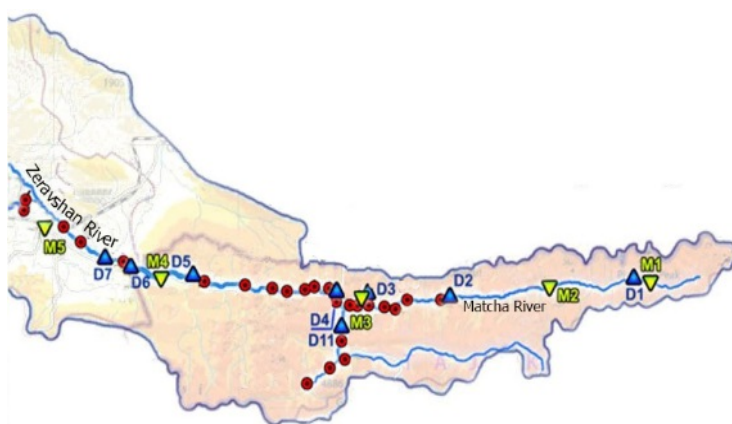 Zeravshan River
M5
D7
D6
M4
D5
D4
D11
M3
D3
D2
Matcha River
M2
M1
D1